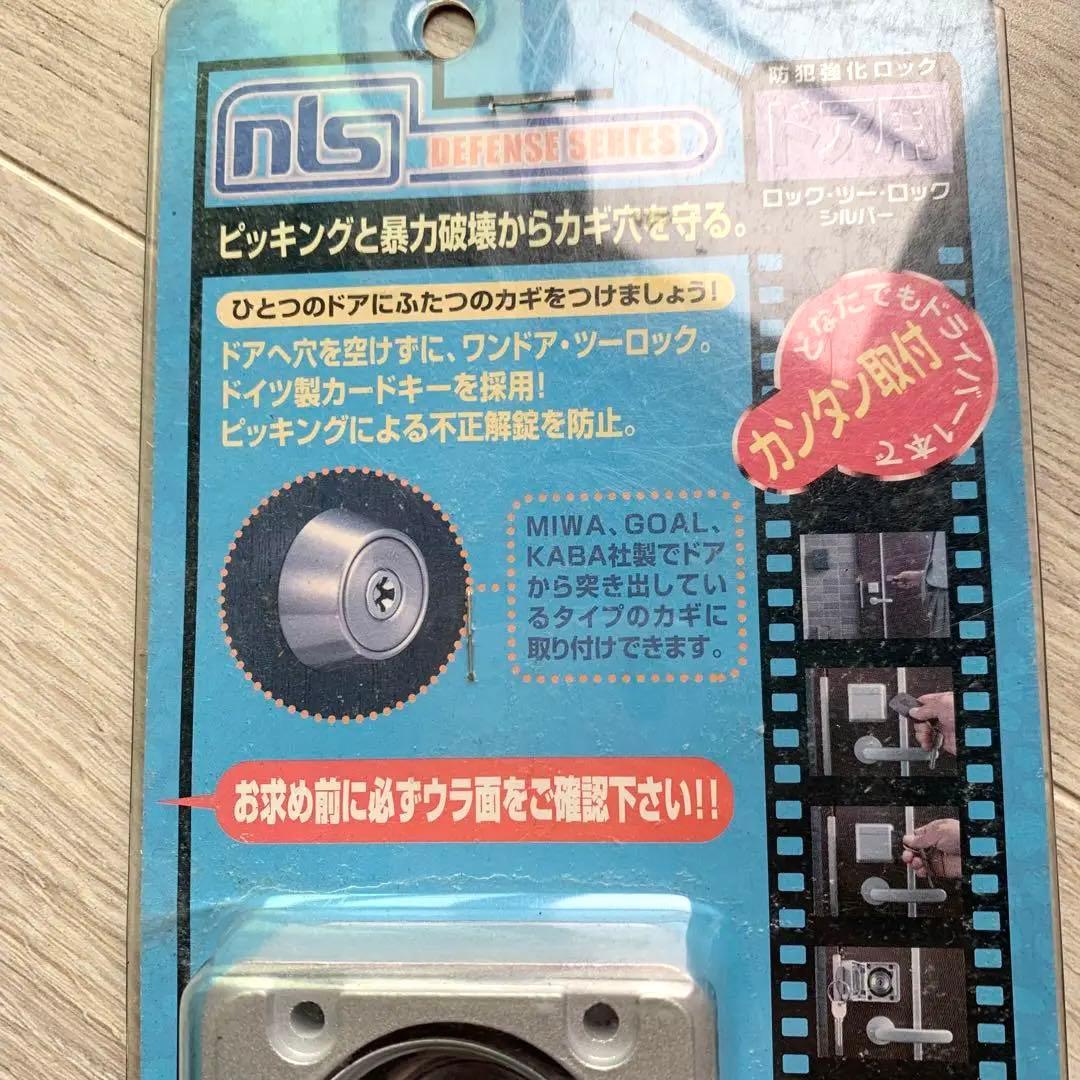 nls DEFENSE SERIES
防犯強化ロック
ドア用
ロック・ツー・ロック
シルバー
ピッキングと暴力破壊からカギ穴を守る。
ひとつのドアにふたつのカギをつけましょう!
ドアへ穴を空けずに、ワンドア・ツーロック。
ドイツ製カードキーを採用!
ピッキングによる不正解錠を防止。
どなたでもドライバー1本で
カンタン取付
MIWA、GOAL、
KABA社製でドア
から突き出してい
るタイプのカギに
取り付けできます。
お求め前に必ずウラ面をご確認下さい!!